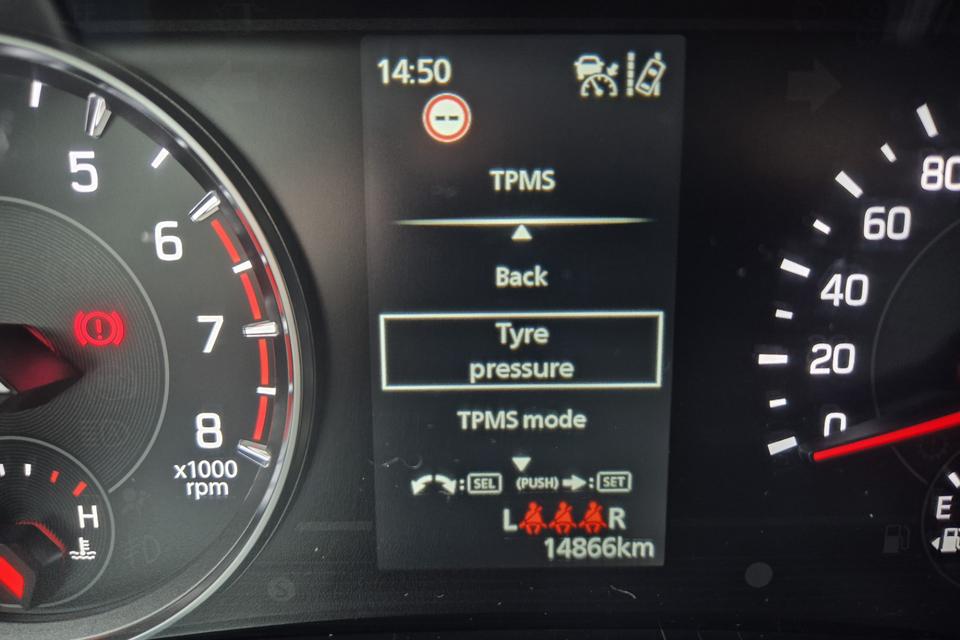 14:50
TPMS
Back
Tyre
pressure
TPMS mode
:SEL (PUSH) :SET
L R
14866km
5
6
7
8
x1000
rpm
H
80
60
40
20
0
E